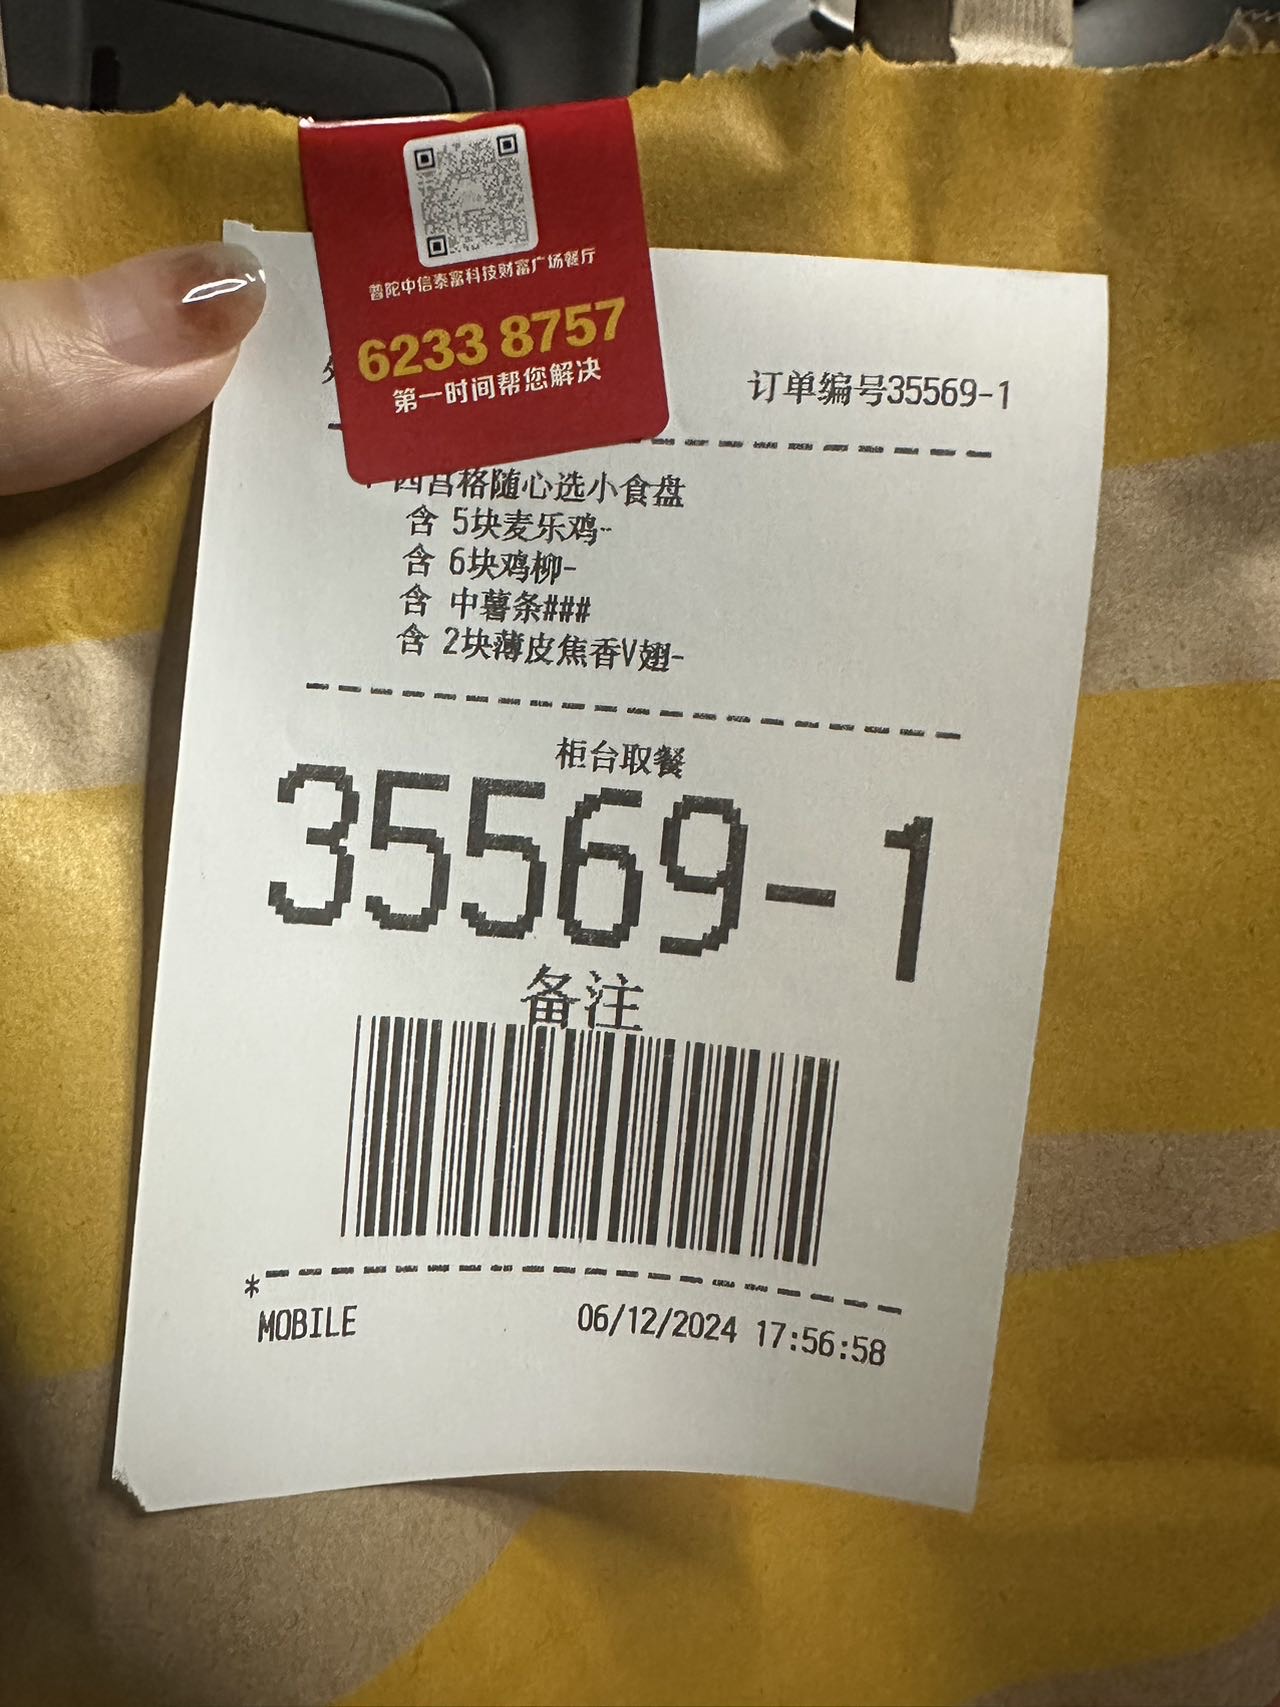 普陀中信泰富科技财富广场餐厅
6233 8757
第一时间帮您解决
订单编号35569-1
四宫格随心选小食盘
含 5块麦乐鸡-
含 6块鸡柳-
含 中薯条###
含 2块薄皮焦香V翅-
柜台取餐
35569-1
备注
*
MOBILE 06/12/2024 17:56:58